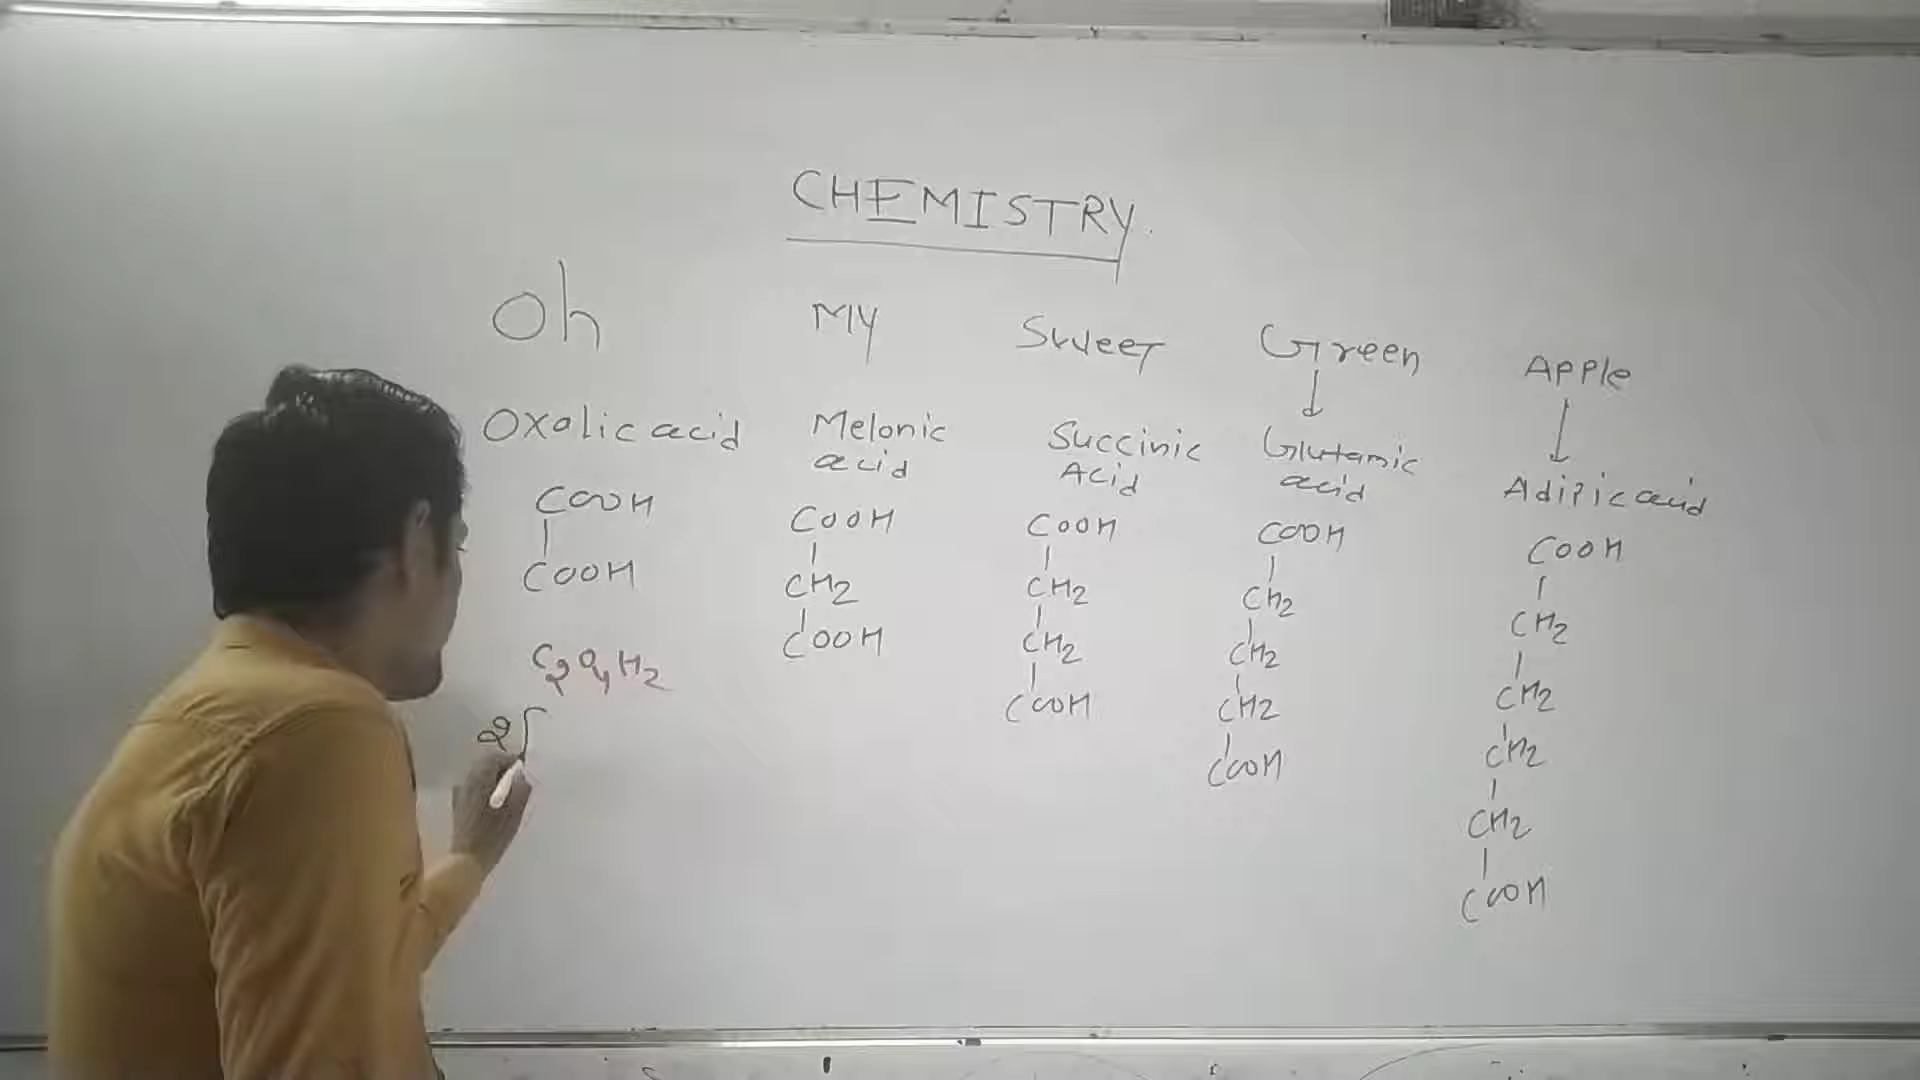 CHEMISTRY.
Oh MY Sweet Green Apple
Oxalic acid
COOH
COOH
C2O4H2
2
Melonic
acid
COOH
CH2
COOH
Succinic
Acid
COOH
CH2
CH2
COOH
Glutamic
acid
COOH
CH2
CH2
CH2
COOH
Adipic acid
COOH
CH2
CH2
CH2
CH2
COOH